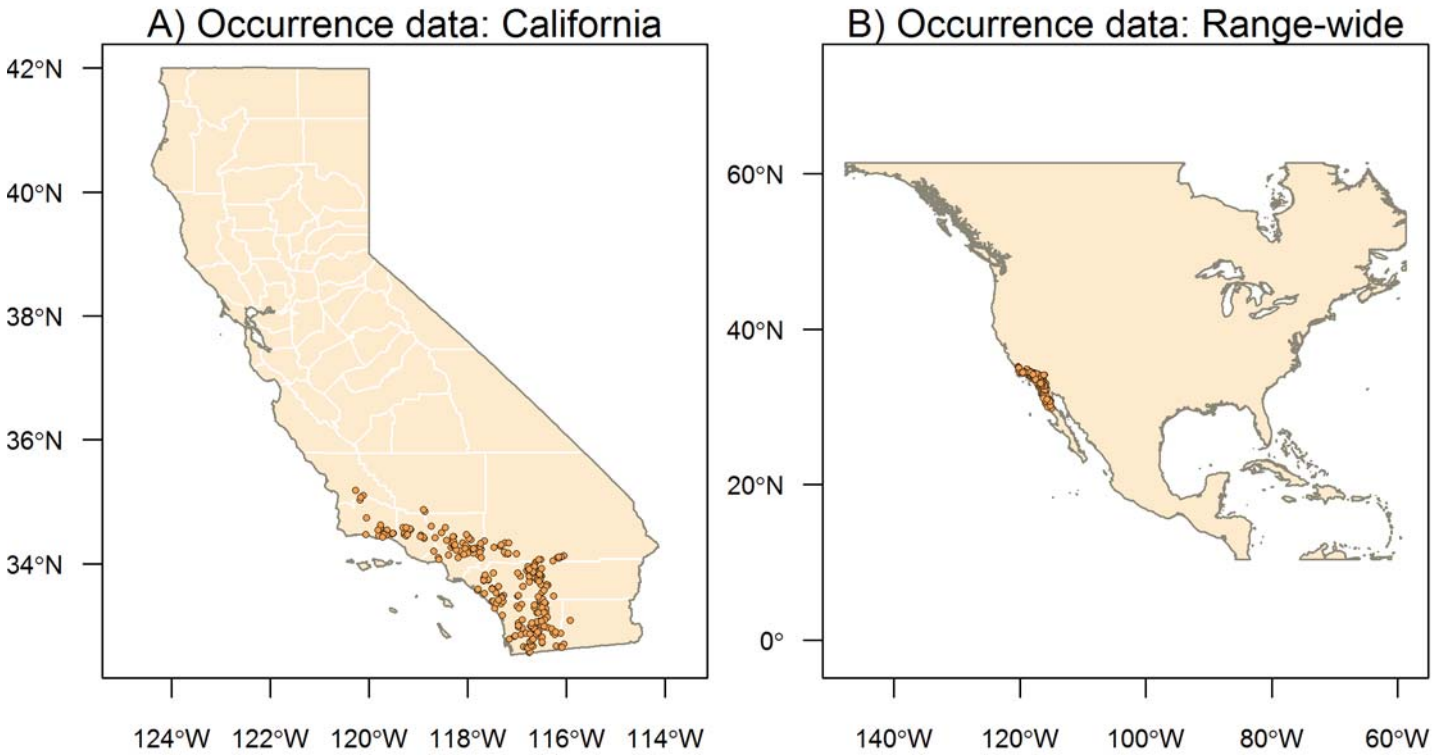 A) Occurrence data: California
42°N
40°N
38°N
36°N
34°N
124°W 122°W 120°W 118°W 116°W 114°W
B) Occurrence data: Range-wide
60°N
40°N
20°N
0°
140°W 120°W 100°W 80°W 60°W